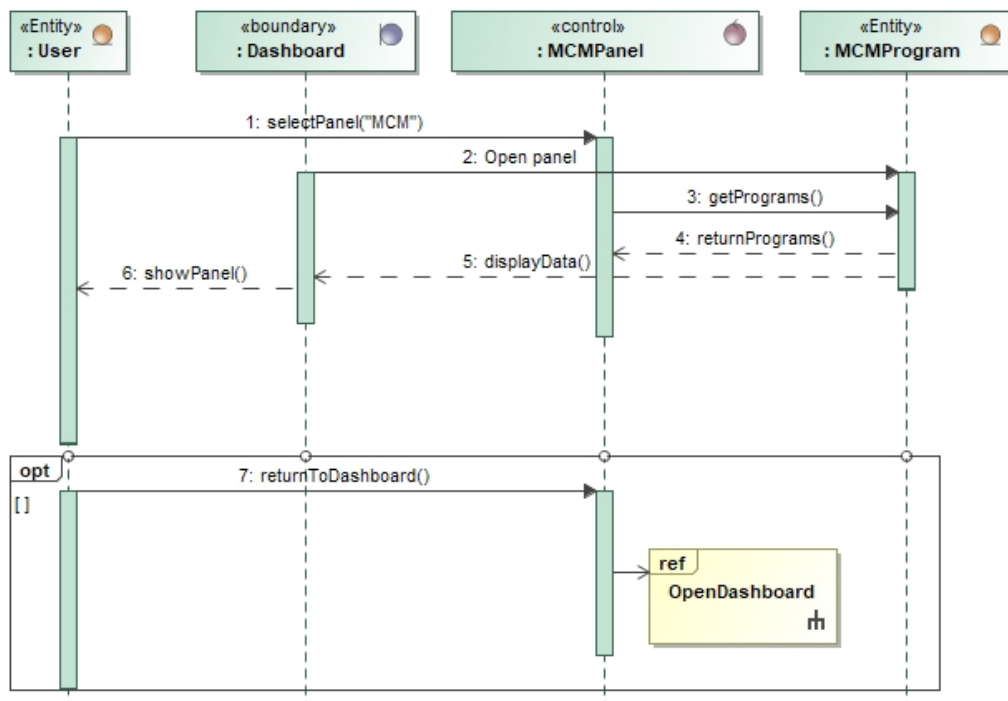 «Entity»
: User
«boundary»
: Dashboard
«control»
: MCMPanel
«Entity»
: MCMProgram
1: selectPanel("MCM")
2: Open panel
3: getPrograms()
4: returnPrograms()
5: displayData()
6: showPanel()
opt
[ ]
7: returnToDashboard()
ref
OpenDashboard